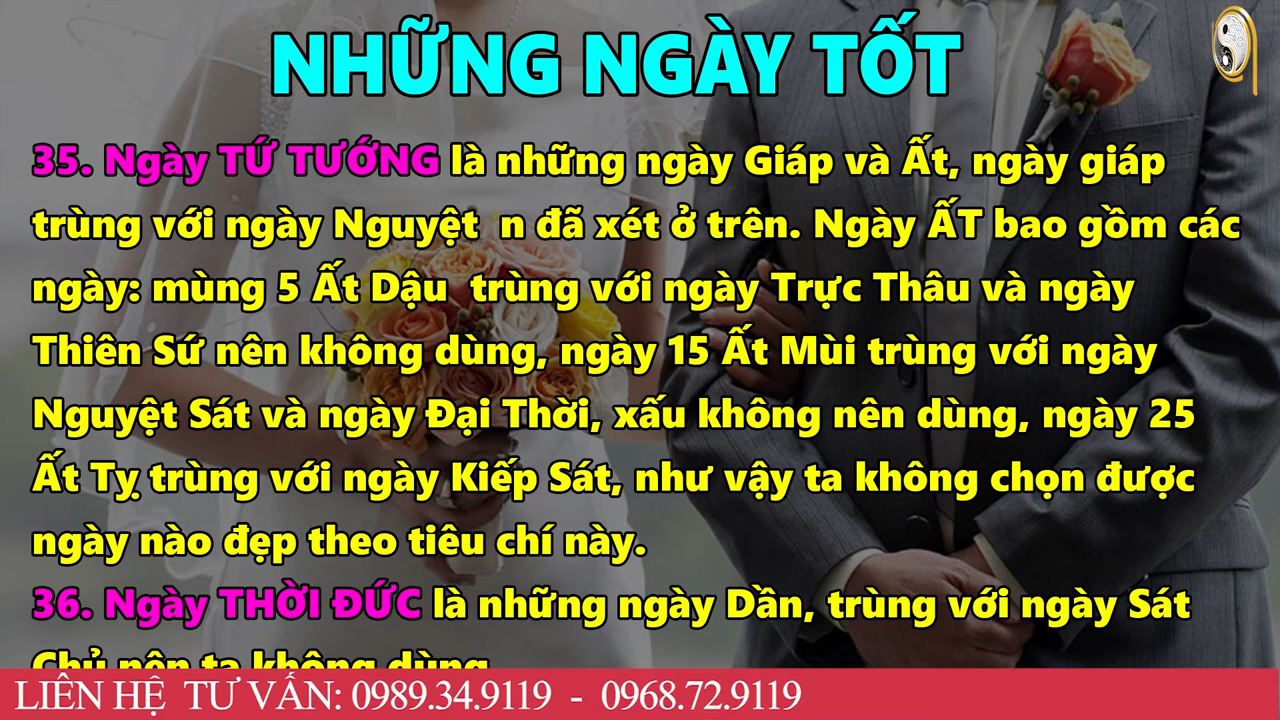 NHỮNG NGÀY TỐT
35. Ngày TỨ TƯỚNG là những ngày Giáp và Ất, ngày giáp
trùng với ngày Nguyệt n đã xét ở trên. Ngày ẤT bao gồm các
ngày: mùng 5 Ất Dậu trùng với ngày Trực Thâu và ngày
Thiên Sứ nên không dùng, ngày 15 Ất Mùi trùng với ngày
Nguyệt Sát và ngày Đại Thời, xấu không nên dùng, ngày 25
Ất Tỵ trùng với ngày Kiếp Sát, như vậy ta không chọn được
ngày nào đẹp theo tiêu chí này.
36. Ngày THỜI ĐỨC là những ngày Dần, trùng với ngày Sát
Chủ nên ta không dùng
LIÊN HỆ TƯ VẤN: 0989.34.9119 - 0968.72.9119